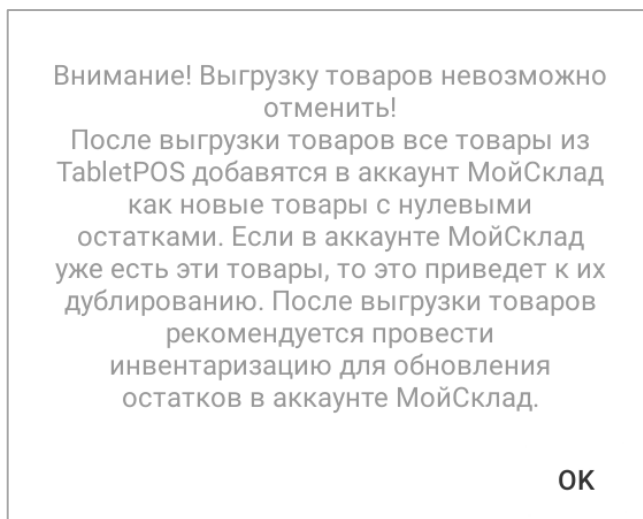 Внимание! Выгрузку товаров невозможно
отменить!
После выгрузки товаров все товары из
TabletPOS добавятся в аккаунт МойСклад
как новые товары с нулевыми
остатками. Если в аккаунте МойСклад
уже есть эти товары, то это приведет к их
дублированию. После выгрузки товаров
рекомендуется провести
инвентаризацию для обновления
остатков в аккаунте МойСклад.
OK